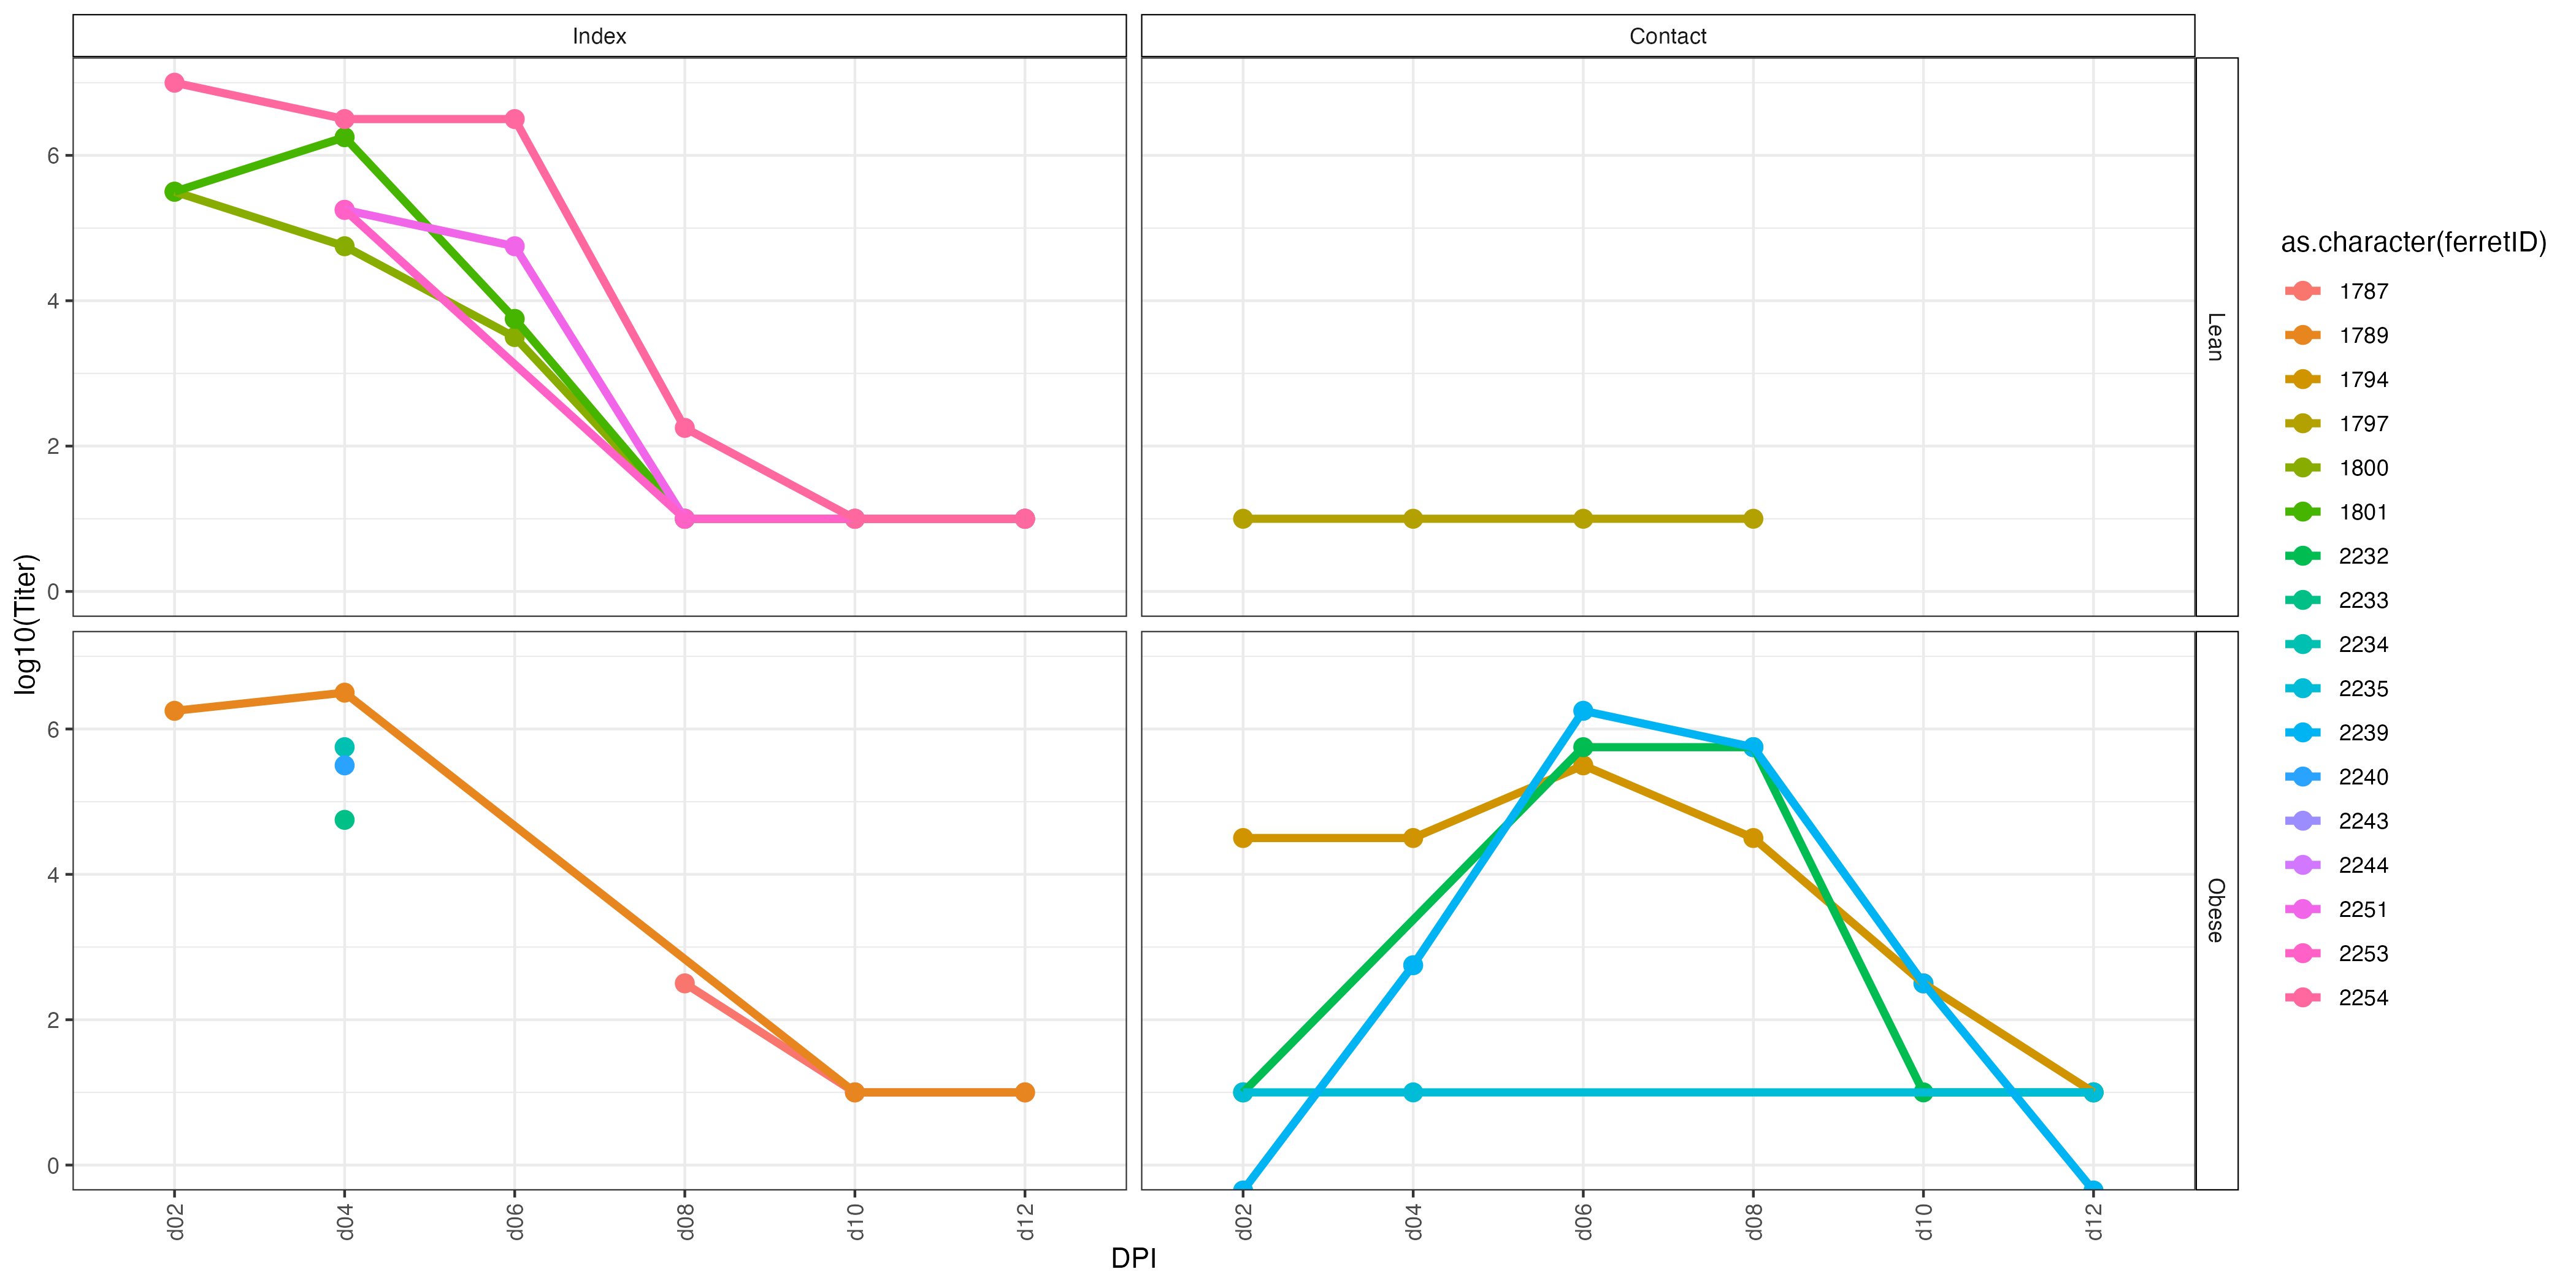 Index
Contact
Lean
Obese
log10(Titer)
6
4
2
0
6
4
2
0
d02
d04
d06
d08
d10
d12
d02
d04
d06
d08
d10
d12
DPI
as.character(ferretID)
1787
1789
1794
1797
1800
1801
2232
2233
2234
2235
2239
2240
2243
2244
2251
2253
2254